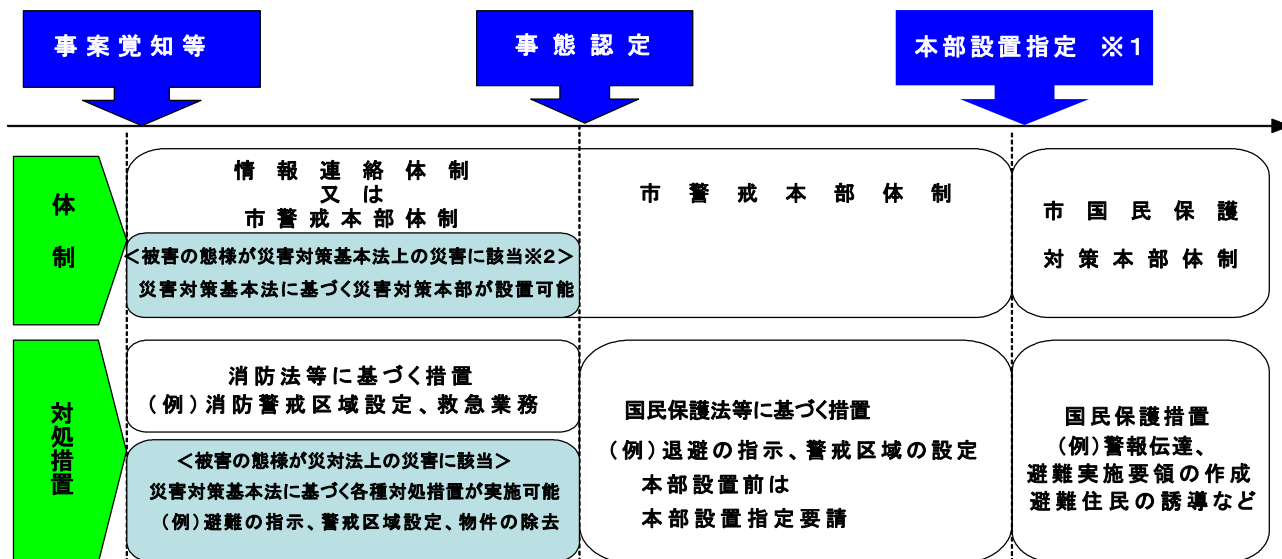 事案覚知等
事態認定
本部設置指定 ※1
体制
情報連絡体制
又は
市警戒本部体制
<被害の態様が災害対策基本法上の災害に該当※2>
災害対策基本法に基づく災害対策本部が設置可能
市警戒本部体制
市国民保護
対策本部体制
対処措置
消防法等に基づく措置
(例)消防警戒区域設定、救急業務
<被害の態様が災対法上の災害に該当>
災害対策基本法に基づく各種対処措置が実施可能
(例)避難の指示、警戒区域設定、物件の除去
国民保護法等に基づく措置
(例)退避の指示、警戒区域の設定
本部設置前は
本部設置指定要請
国民保護措置
(例)警報伝達、
避難実施要領の作成
避難住民の誘導など